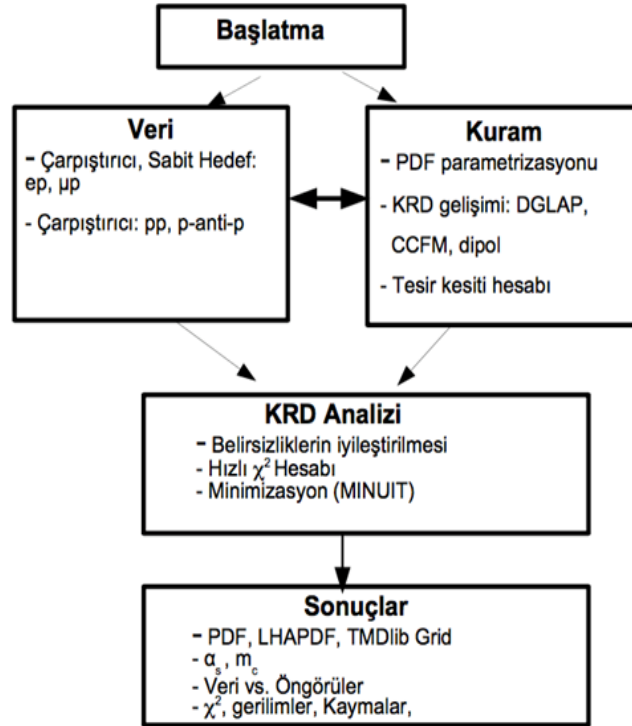 Başlatma
Veri
- Çarpıştırıcı, Sabit Hedef:
ep, µp
- Çarpıştırıcı: pp, p-anti-p
Kuram
- PDF parametrizasyonu
- KRD gelişimi: DGLAP,
CCFM, dipol
- Tesir kesiti hesabı
KRD Analizi
- Belirsizliklerin iyileştirilmesi
- Hızlı χ² Hesabı
- Minimizasyon (MINUIT)
Sonuçlar
- PDF, LHAPDF, TMDlib Grid
- αₛ, m_c
- Veri vs. Öngörüler
- χ², gerilimler, Kaymalar,